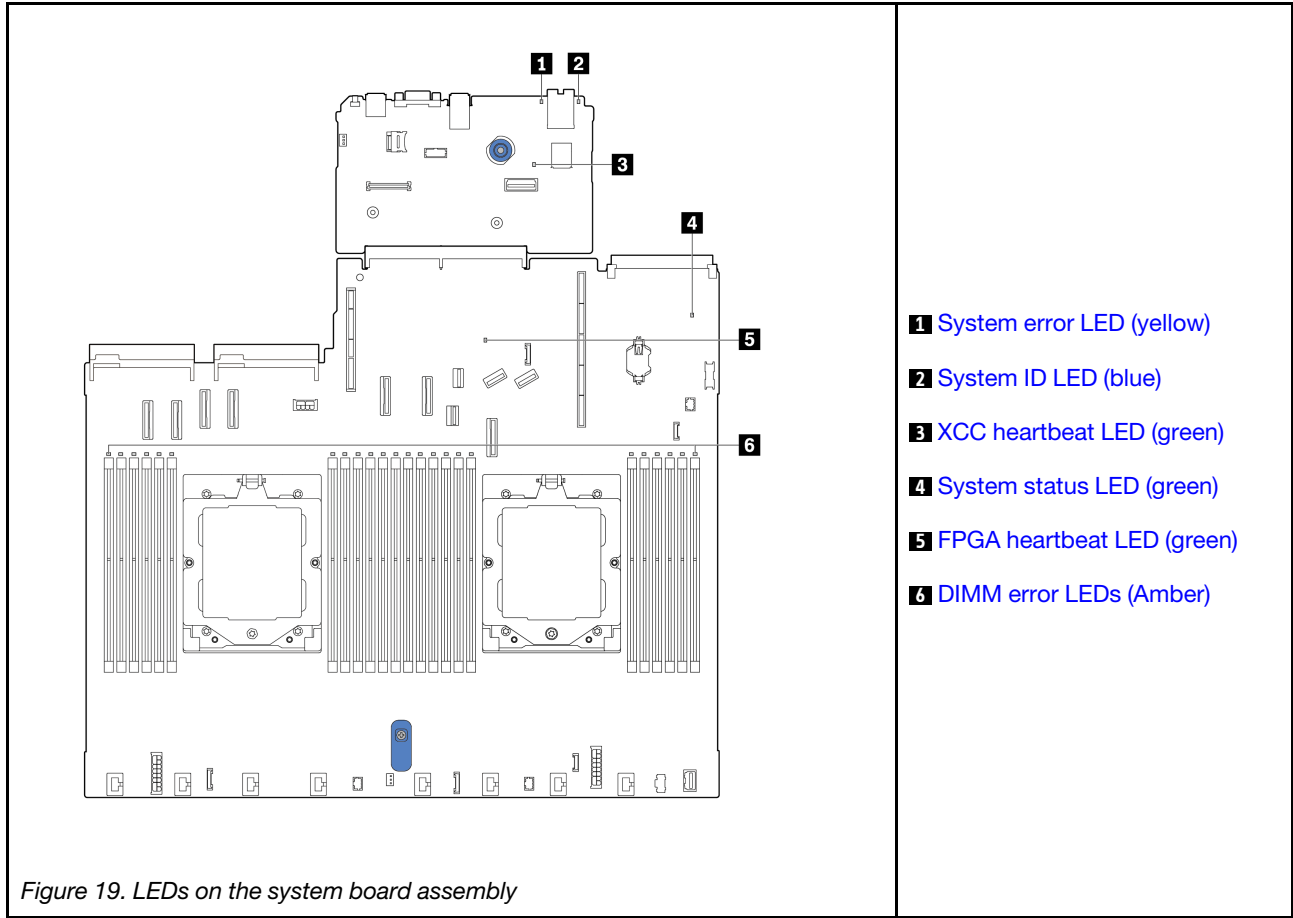 1 2
3
4
5
6
1 System error LED (yellow)
2 System ID LED (blue)
3 XCC heartbeat LED (green)
4 System status LED (green)
5 FPGA heartbeat LED (green)
6 DIMM error LEDs (Amber)
Figure 19. LEDs on the system board assembly